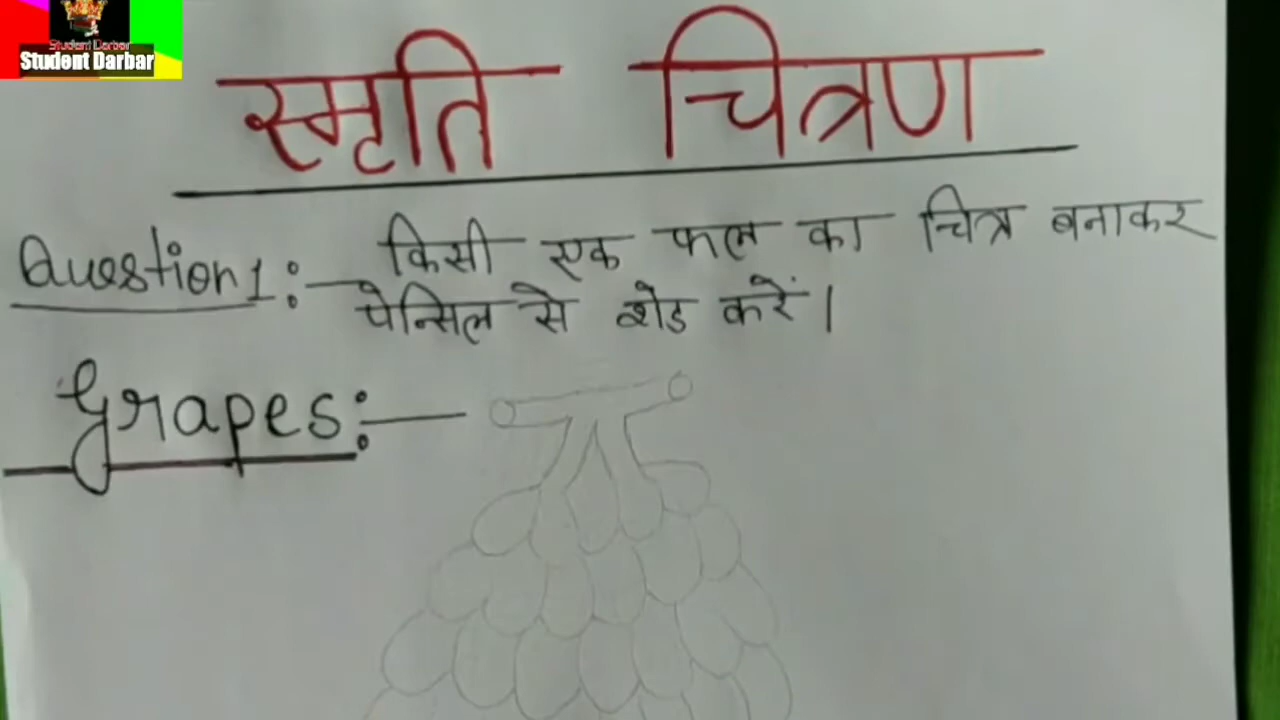 Student Darbar
Student Darbar
स्मृति चित्रण
Question 1:- किसी एक फल का चित्र बनाकर
पेन्सिल से शेड करें।
Grapes:-